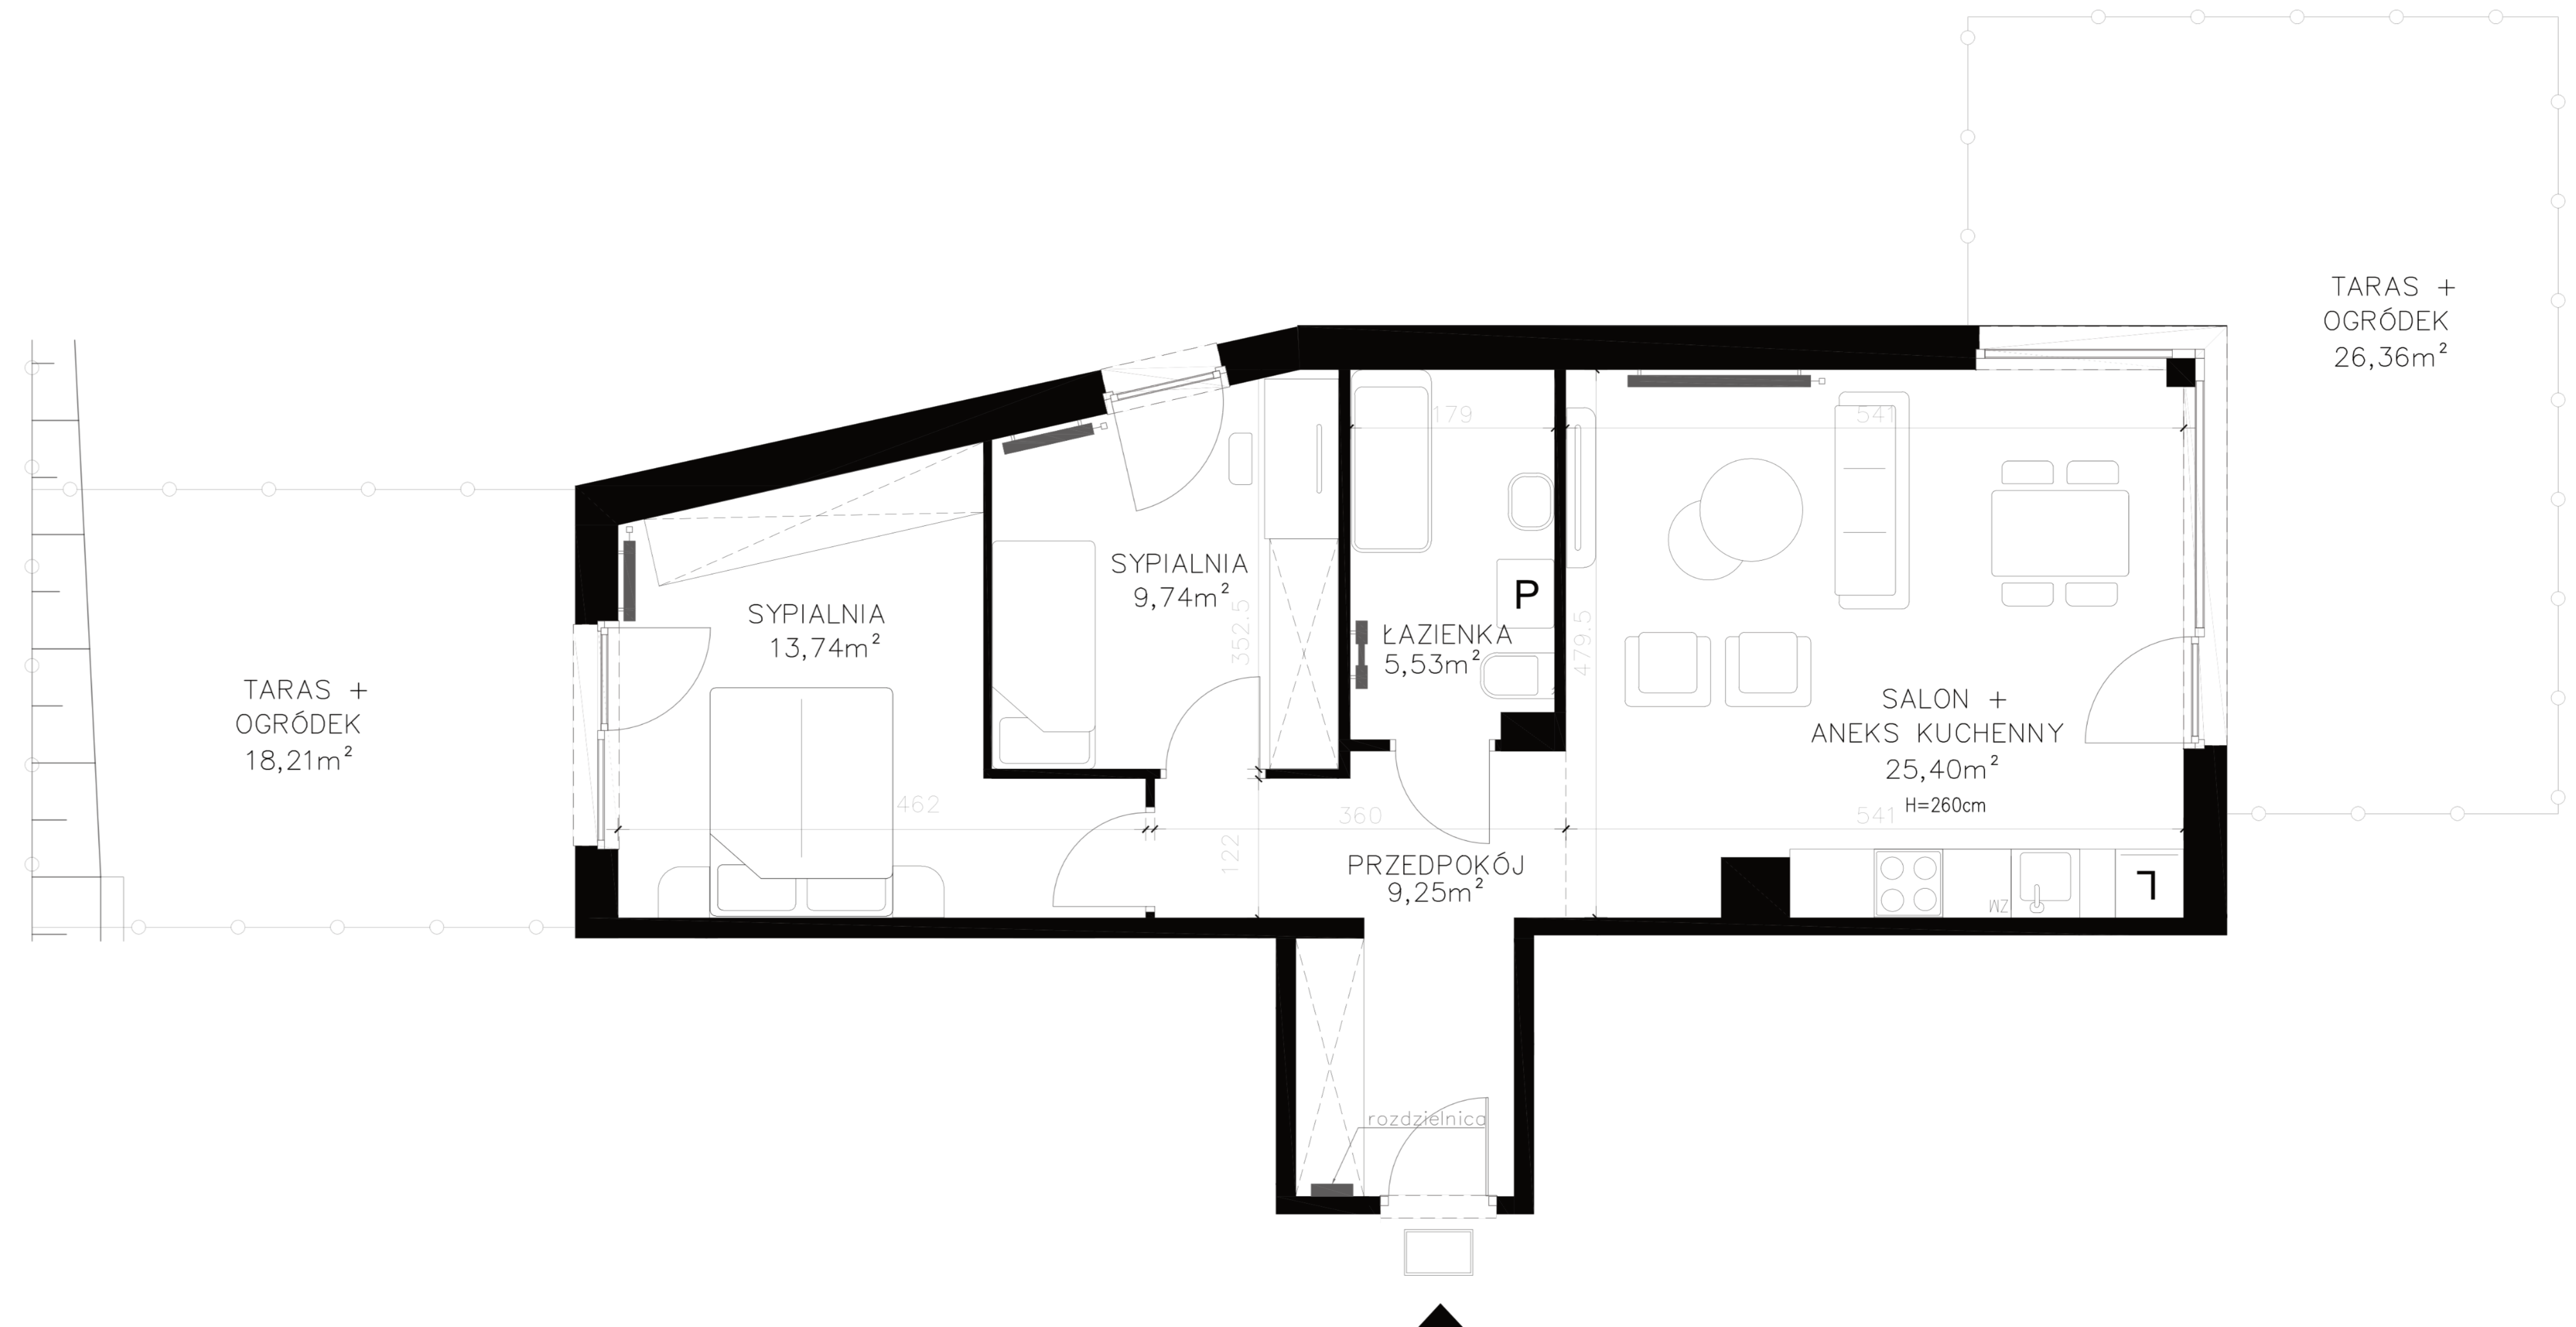 TARAS +
OGRÓDEK
26,36m²
179
541
SYPIALNIA
9,74m²
352.5
SYPIALNIA
13,74m²
P
ŁAZIENKA
5,53m²
479.5
TARAS +
OGRÓDEK
18,21m²
SALON +
ANEKS KUCHENNY
25,40m²
H=260cm
462
360
541
122
PRZEDPOKÓJ
9,25m²
ZM
L
rozdzielnica